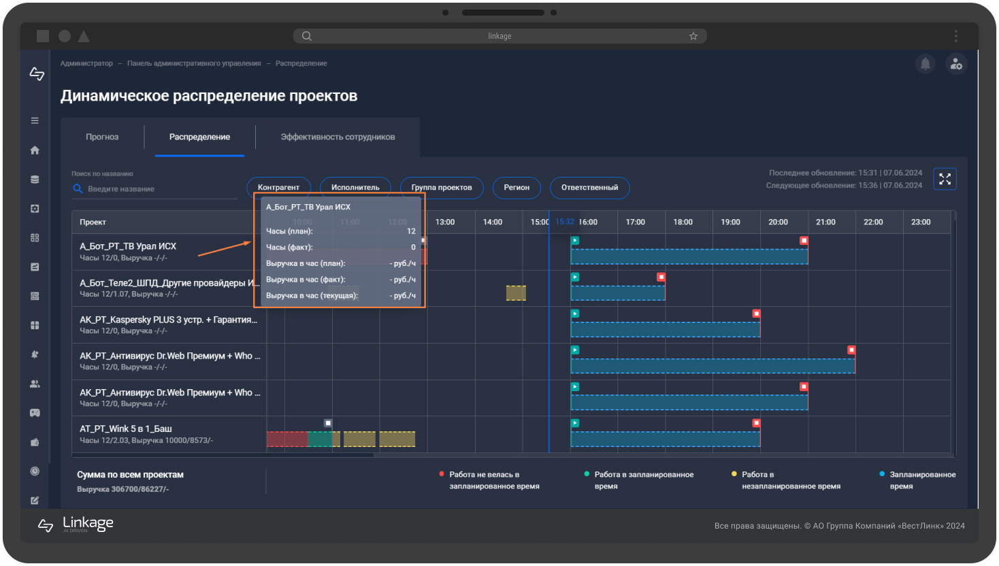 linkage
Администратор – Панель административного управления – Распределение
Динамическое распределение проектов
Прогноз
Распределение
Эффективность сотрудников
Поиск по названию
Введите название
Контрагент
Исполнитель
Группа проектов
Регион
Ответственный
Последнее обновление: 15:31 | 07.06.2024
Следующее обновление: 15:36 | 07.06.2024
Проект
10:00 11:00 12:00 13:00 14:00 15:00 15:32 16:00 17:00 18:00 19:00 20:00 21:00 22:00 23:00
А_Бот_РТ_ТВ Урал ИСХ
Часы (план): 12
Часы (факт): 0
Выручка в час (план): - руб./ч
Выручка в час (факт): - руб./ч
Выручка в час (текущая): - руб./ч
А_Бот_РТ_ТВ Урал ИСХ
Часы 12/0, Выручка -/-/-
А_Бот_Теле2_ШПД_Другие провайдеры И...
Часы 12/1.07, Выручка -/-/-
АК_РТ_Kaspersky PLUS 3 устр. + Гарантия...
Часы 12/0, Выручка -/-/-
АК_РТ_Антивирус Dr.Web Премиум + Who ...
Часы 12/0, Выручка -/-/-
АК_РТ_Антивирус Dr.Web Премиум + Who ...
Часы 12/0, Выручка -/-/-
АТ_РТ_Wink 5 в 1_Баш
Часы 12/2.03, Выручка 10000/8573/-
Сумма по всем проектам
Выручка 306700/86227/-
Работа не велась в
запланированное время
Работа в запланированное
время
Работа в
незапланированное время
Запланированное
время
Linkage
AI DRIVEN
Все права защищены. © АО Группа Компаний «ВестЛинк» 2024